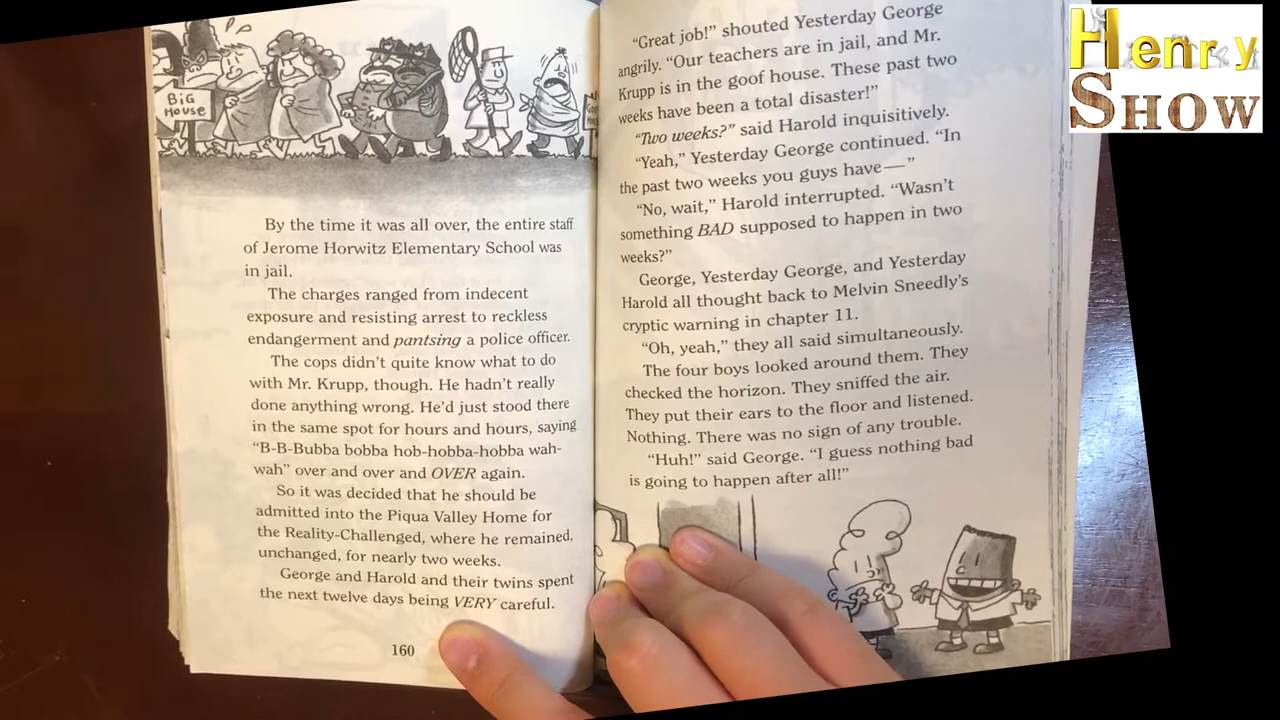 BiG
House
By the time it was all over, the entire staff
of Jerome Horwitz Elementary School was
in jail.
The charges ranged from indecent
exposure and resisting arrest to reckless
endangerment and pantsing a police officer.
The cops didn’t quite know what to do
with Mr. Krupp, though. He hadn’t really
done anything wrong. He’d just stood there
in the same spot for hours and hours, saying
“B-B-Bubba bobba hob-hobba-hobba wah-
wah” over and over and OVER again.
So it was decided that he should be
admitted into the Piqua Valley Home for
the Reality-Challenged, where he remained,
unchanged, for nearly two weeks.
George and Harold and their twins spent
the next twelve days being VERY careful.
160
“Great job!” shouted Yesterday George
angrily. “Our teachers are in jail, and Mr.
Krupp is in the goof house. These past two
weeks have been a total disaster!”
“Two weeks?” said Harold inquisitively.
“Yeah,” Yesterday George continued. “In
the past two weeks you guys have—”
“No, wait,” Harold interrupted. “Wasn’t
something BAD supposed to happen in two
weeks?”
George, Yesterday George, and Yesterday
Harold all thought back to Melvin Sneedly’s
cryptic warning in chapter 11.
“Oh, yeah,” they all said simultaneously.
The four boys looked around them. They
checked the horizon. They sniffed the air.
They put their ears to the floor and listened.
Nothing. There was no sign of any trouble.
“Huh!” said George. “I guess nothing bad
is going to happen after all!”
Henry
SHOW